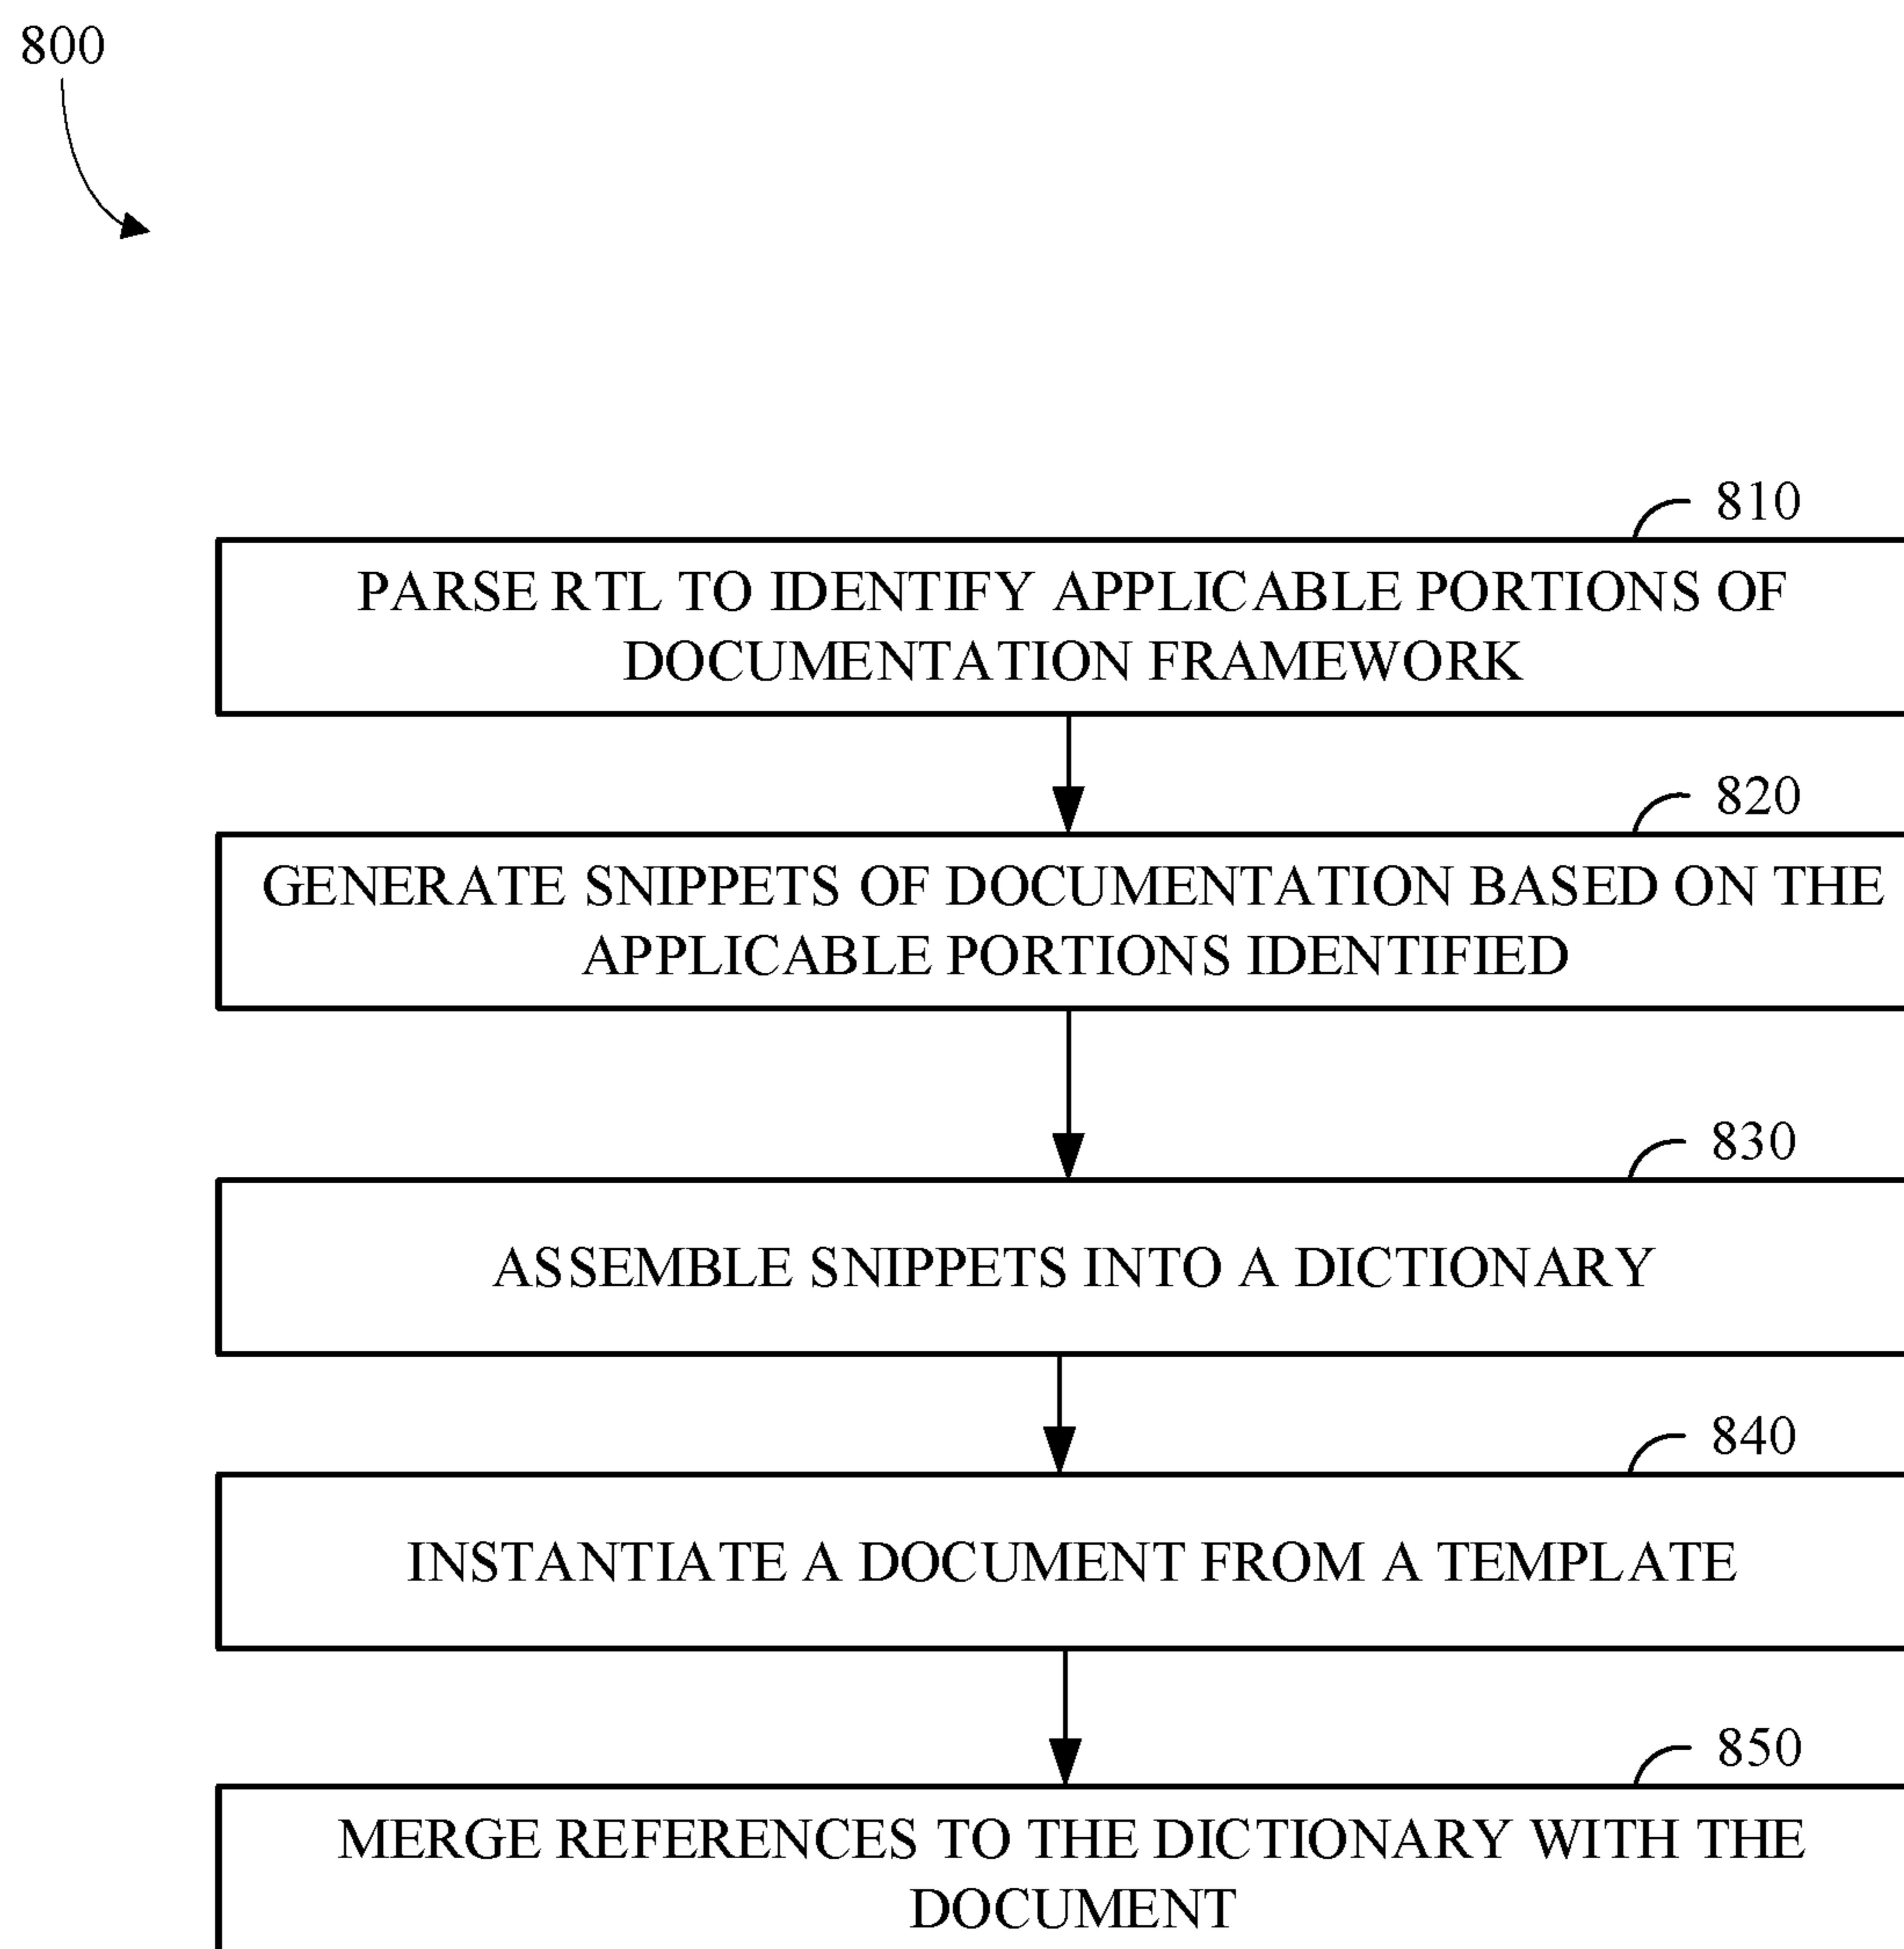 800
810
PARSE RTL TO IDENTIFY APPLICABLE PORTIONS OF
DOCUMENTATION FRAMEWORK
820
GENERATE SNIPPETS OF DOCUMENTATION BASED ON THE
APPLICABLE PORTIONS IDENTIFIED
830
ASSEMBLE SNIPPETS INTO A DICTIONARY
840
INSTANTIATE A DOCUMENT FROM A TEMPLATE
850
MERGE REFERENCES TO THE DICTIONARY WITH THE
DOCUMENT